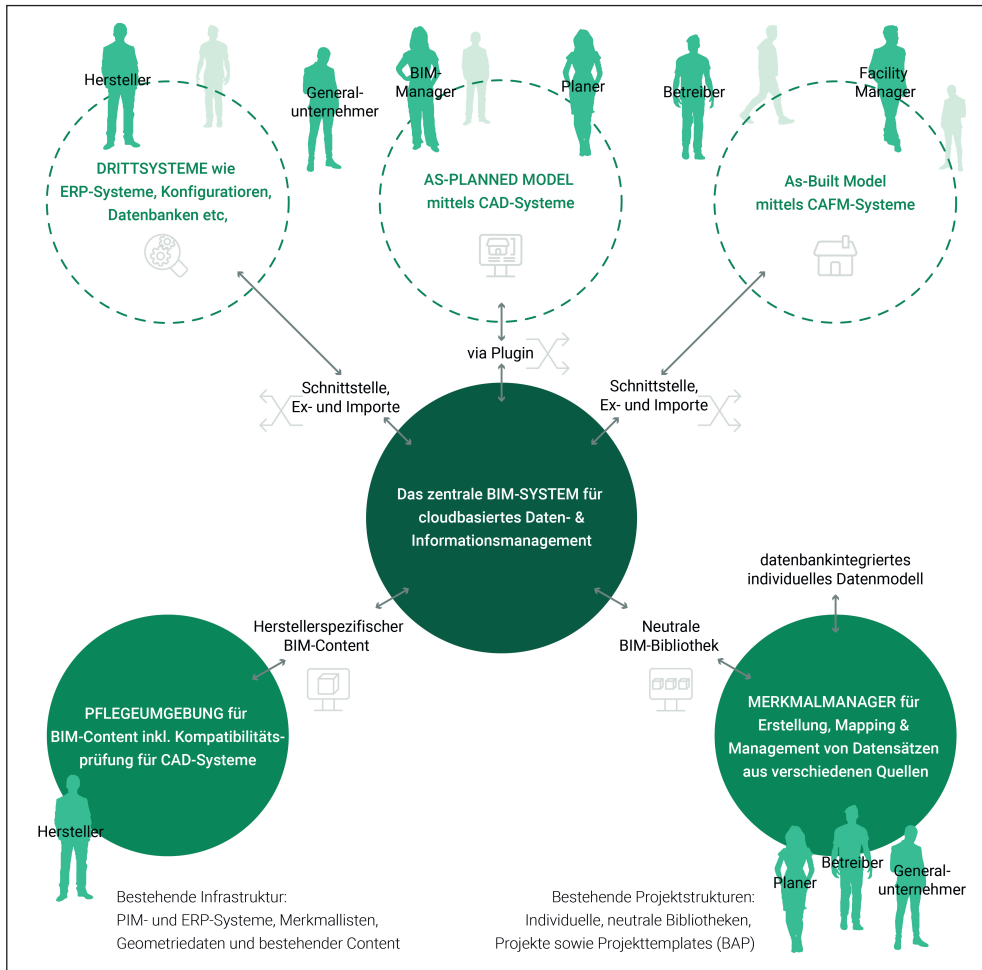 Hersteller
General-
unternehmer
BIM-
Manager
Planer
Betreiber
Facility
Manager
DRITTSYSTEME wie
ERP-Systeme, Konfiguratioren,
Datenbanken etc,
AS-PLANNED MODEL
mittels CAD-Systeme
As-Built Model
mittels CAFM-Systeme
via Plugin
Schnittstelle,
Ex- und Importe
Schnittstelle,
Ex- und Importe
Das zentrale BIM-SYSTEM für
cloudbasiertes Daten- &
Informationsmanagement
datenbankintegriertes
individuelles Datenmodell
Herstellerspezifischer
BIM-Content
Neutrale
BIM-Bibliothek
PFLEGEUMGEBUNG für
BIM-Content inkl. Kompatibilitäts-
prüfung für CAD-Systeme
MERKMALMANAGER für
Erstellung, Mapping &
Management von Datensätzen
aus verschiedenen Quellen
Hersteller
Planer
Betreiber
General-
unternehmer
Bestehende Infrastruktur:
PIM- und ERP-Systeme, Merkmallisten,
Geometriedaten und bestehender Content
Bestehende Projektstrukturen:
Individuelle, neutrale Bibliotheken,
Projekte sowie Projekttemplates (BAP)